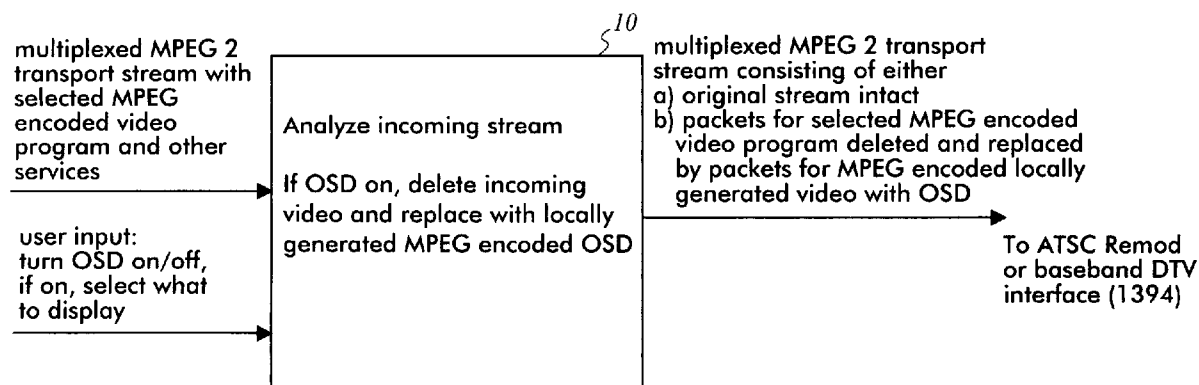 10
multiplexed MPEG 2
transport stream with
selected MPEG
encoded video
program and other
services
user input:
turn OSD on/off,
if on, select what
to display
Analyze incoming stream
If OSD on, delete incoming
video and replace with locally
generated MPEG encoded OSD
multiplexed MPEG 2 transport
stream consisting of either
a) original stream intact
b) packets for selected MPEG encoded
video program deleted and replaced
by packets for MPEG encoded locally
generated video with OSD
To ATSC Remod
or baseband DTV
interface (1394)